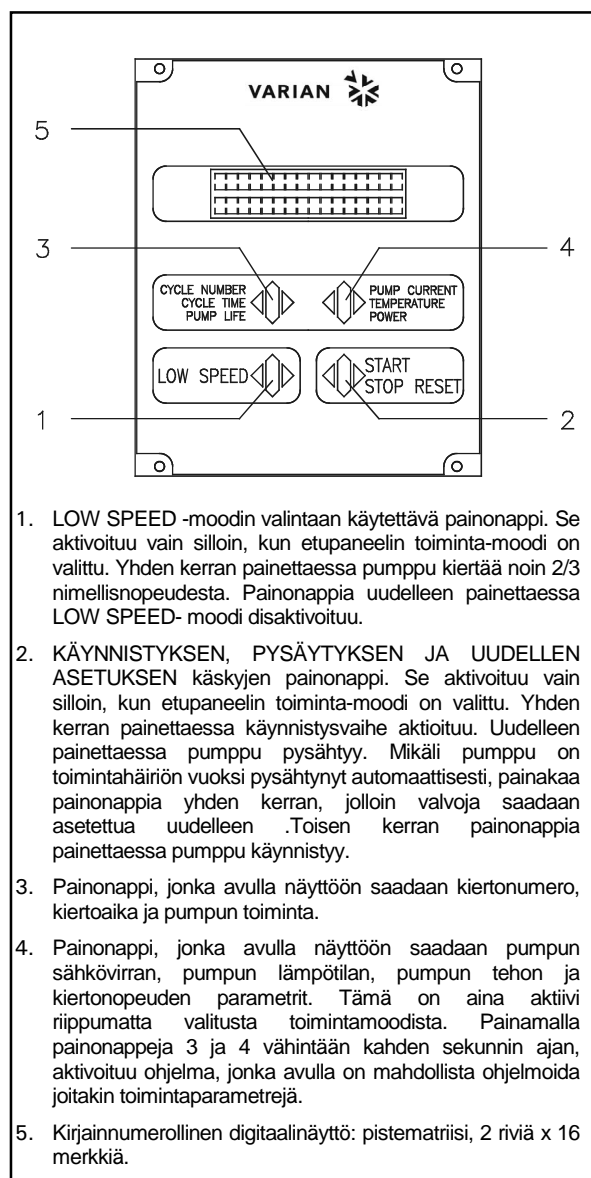 VARIAN
5
3
4
CYCLE NUMBER
CYCLE TIME
PUMP LIFE
PUMP CURRENT
TEMPERATURE
POWER
LOW SPEED
START
STOP RESET
1
2
1. LOW SPEED -moodin valintaan käytettävä painonappi. Se
aktivoituu vain silloin, kun etupaneelin toiminta-moodi on
valittu. Yhden kerran painettaessa pumppu kiertää noin 2/3
nimellisnopeudesta. Painonappia uudelleen painettaessa
LOW SPEED- moodi disaktivoituu.
2. KÄYNNISTYKSEN, PYSÄYTYKSEN JA UUDELLEN
ASETUKSEN käskyjen painonappi. Se aktivoituu vain
silloin, kun etupaneelin toiminta-moodi on valittu. Yhden
kerran painettaessa käynnistysvaihe aktioituu. Uudelleen
painettaessa pumppu pysähtyy. Mikäli pumppu on
toimintahäiriön vuoksi pysähtynyt automaattisesti, painakaa
painonappia yhden kerran, jolloin valvoja saadaan
asetettua uudelleen .Toisen kerran painonappia
painettaessa pumppu käynnistyy.
3. Painonappi, jonka avulla näyttöön saadaan kiertonumero,
kiertoaika ja pumpun toiminta.
4. Painonappi, jonka avulla näyttöön saadaan pumpun
sähkövirran, pumpun lämpötilan, pumpun tehon ja
kiertonopeuden parametrit. Tämä on aina aktiivi
riippumatta valitusta toimintamoodista. Painamalla
painonappeja 3 ja 4 vähintään kahden sekunnin ajan,
aktivoituu ohjelma, jonka avulla on mahdollista ohjelmoida
joitakin toimintaparametrejä.
5. Kirjainnumerollinen digitaalinäyttö: pistematriisi, 2 riviä x 16
merkkiä.